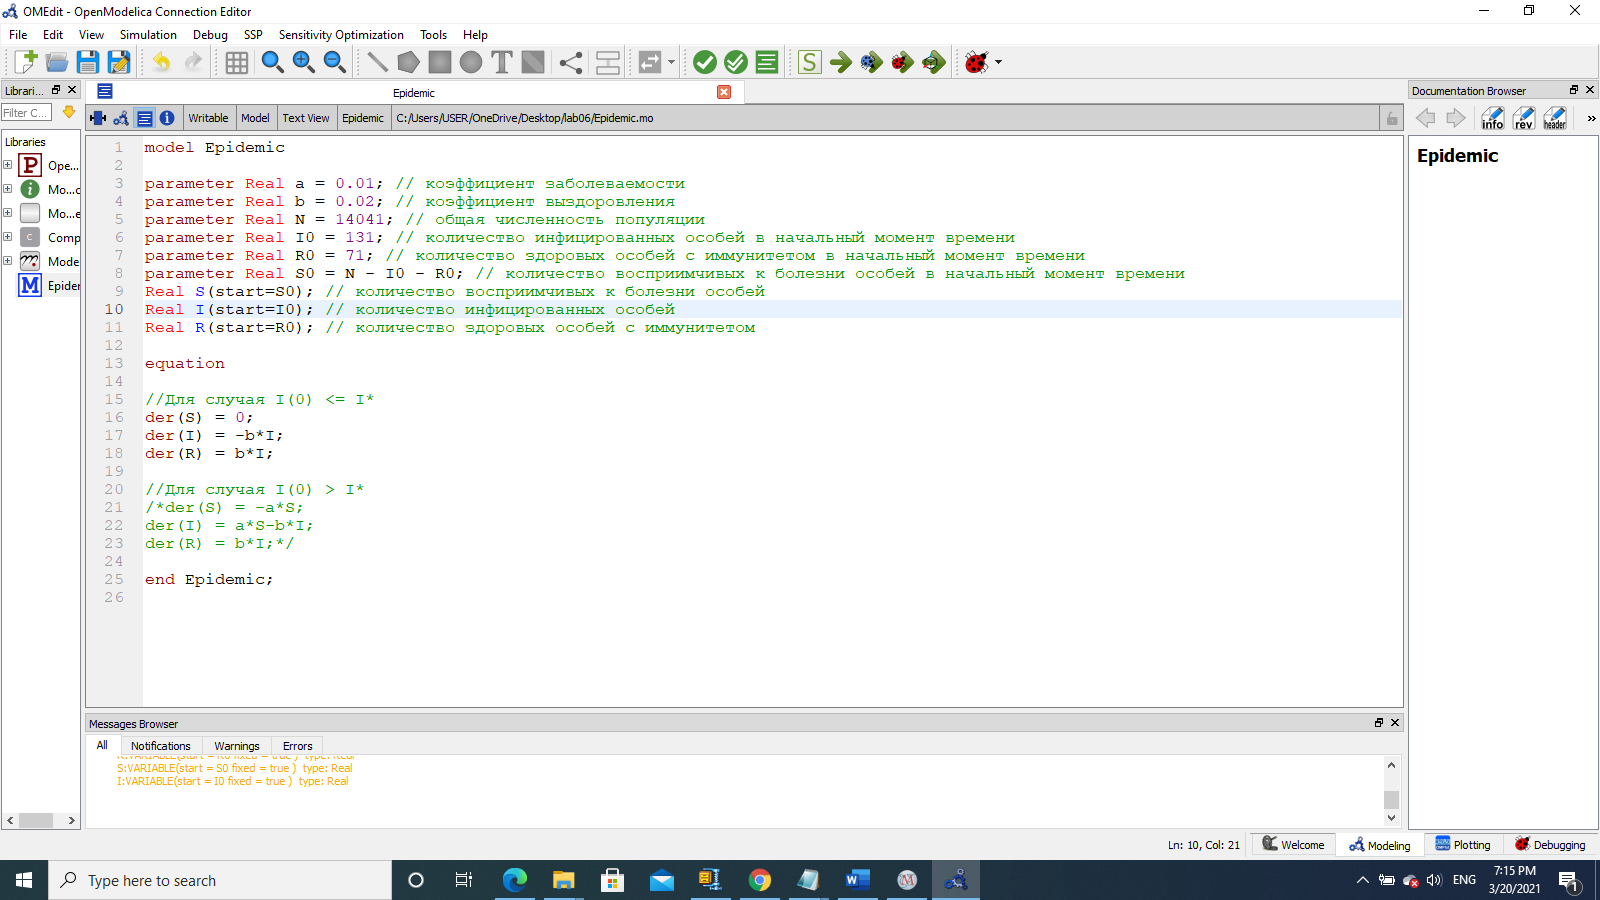 OMEdit - OpenModelica Connection Editor
File Edit View Simulation Debug SSP Sensitivity Optimization Tools Help
Librari...
Filter C...
Libraries
P Ope...
i Mo...c
Mo...e
C Comp
Mode
M Epider
Epidemic
Writable Model Text View Epidemic C:/Users/USER/OneDrive/Desktop/lab06/Epidemic.mo
1 model Epidemic
2
3 parameter Real a = 0.01; // коэффициент заболеваемости
4 parameter Real b = 0.02; // коэффициент выздоровления
5 parameter Real N = 14041; // общая численность популяции
6 parameter Real I0 = 131; // количество инфицированных особей в начальный момент времени
7 parameter Real R0 = 71; // количество здоровых особей с иммунитетом в начальный момент времени
8 parameter Real S0 = N - I0 - R0; // количество восприимчивых к болезни особей в начальный момент времени
9 Real S(start=S0); // количество восприимчивых к болезни особей
10 Real I(start=I0); // количество инфицированных особей
11 Real R(start=R0); // количество здоровых особей с иммунитетом
12
13 equation
14
15 //Для случая I(0) <= I*
16 der(S) = 0;
17 der(I) = -b*I;
18 der(R) = b*I;
19
20 //Для случая I(0) > I*
21 /*der(S) = -a*S;
22 der(I) = a*S-b*I;
23 der(R) = b*I;*/
24
25 end Epidemic;
26
Documentation Browser
info rev header »
Epidemic
Messages Browser
All Notifications Warnings Errors
R:VARIABLE(start = R0 fixed = true ) type: Real
S:VARIABLE(start = S0 fixed = true ) type: Real
I:VARIABLE(start = I0 fixed = true ) type: Real
Ln: 10, Col: 21 Welcome Modeling Plotting Debugging
Type here to search
ENG
7:15 PM
3/20/2021
1